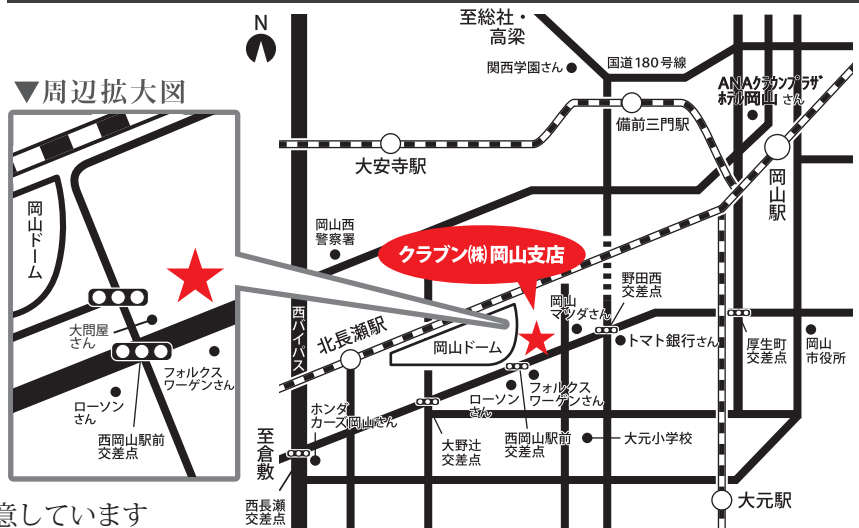 N
至総社・
高梁
国道180号線
関西学園さん
ANAクラウンプラザ
ホテル岡山さん
▼周辺拡大図
備前三門駅
大安寺駅
岡山駅
岡山ドーム
岡山西
警察署
クラブン㈱岡山支店
野田西
交差点
岡山
マツダさん
西バイパス
北長瀬駅
岡山ドーム
トマト銀行さん
厚生町
交差点
岡山
市役所
大問屋
さん
フォルクス
ワーゲンさん
ローソン
さん
フォルクス
ワーゲンさん
ローソン
さん
ホンダ
カーズ岡山さん
西岡山駅前
交差点
至倉敷
大野辻
交差点
西岡山駅前
交差点
大元小学校
西長瀬
交差点
大元駅
意しています